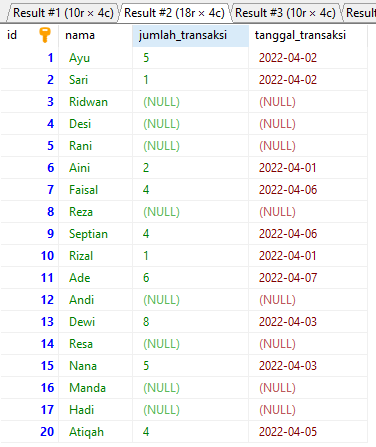 Result #1 (10r × 4c) Result #2 (18r × 4c) Result #3 (10r × 4c) Result
id nama jumlah_transaksi tanggal_transaksi
1 Ayu 5 2022-04-02
2 Sari 1 2022-04-02
3 Ridwan (NULL) (NULL)
4 Desi (NULL) (NULL)
5 Rani (NULL) (NULL)
6 Aini 2 2022-04-01
7 Faisal 4 2022-04-06
8 Reza (NULL) (NULL)
9 Septian 4 2022-04-06
10 Rizal 1 2022-04-01
11 Ade 6 2022-04-07
12 Andi (NULL) (NULL)
13 Dewi 8 2022-04-03
14 Resa (NULL) (NULL)
15 Nana 5 2022-04-03
16 Manda (NULL) (NULL)
17 Hadi (NULL) (NULL)
20 Atiqah 4 2022-04-05